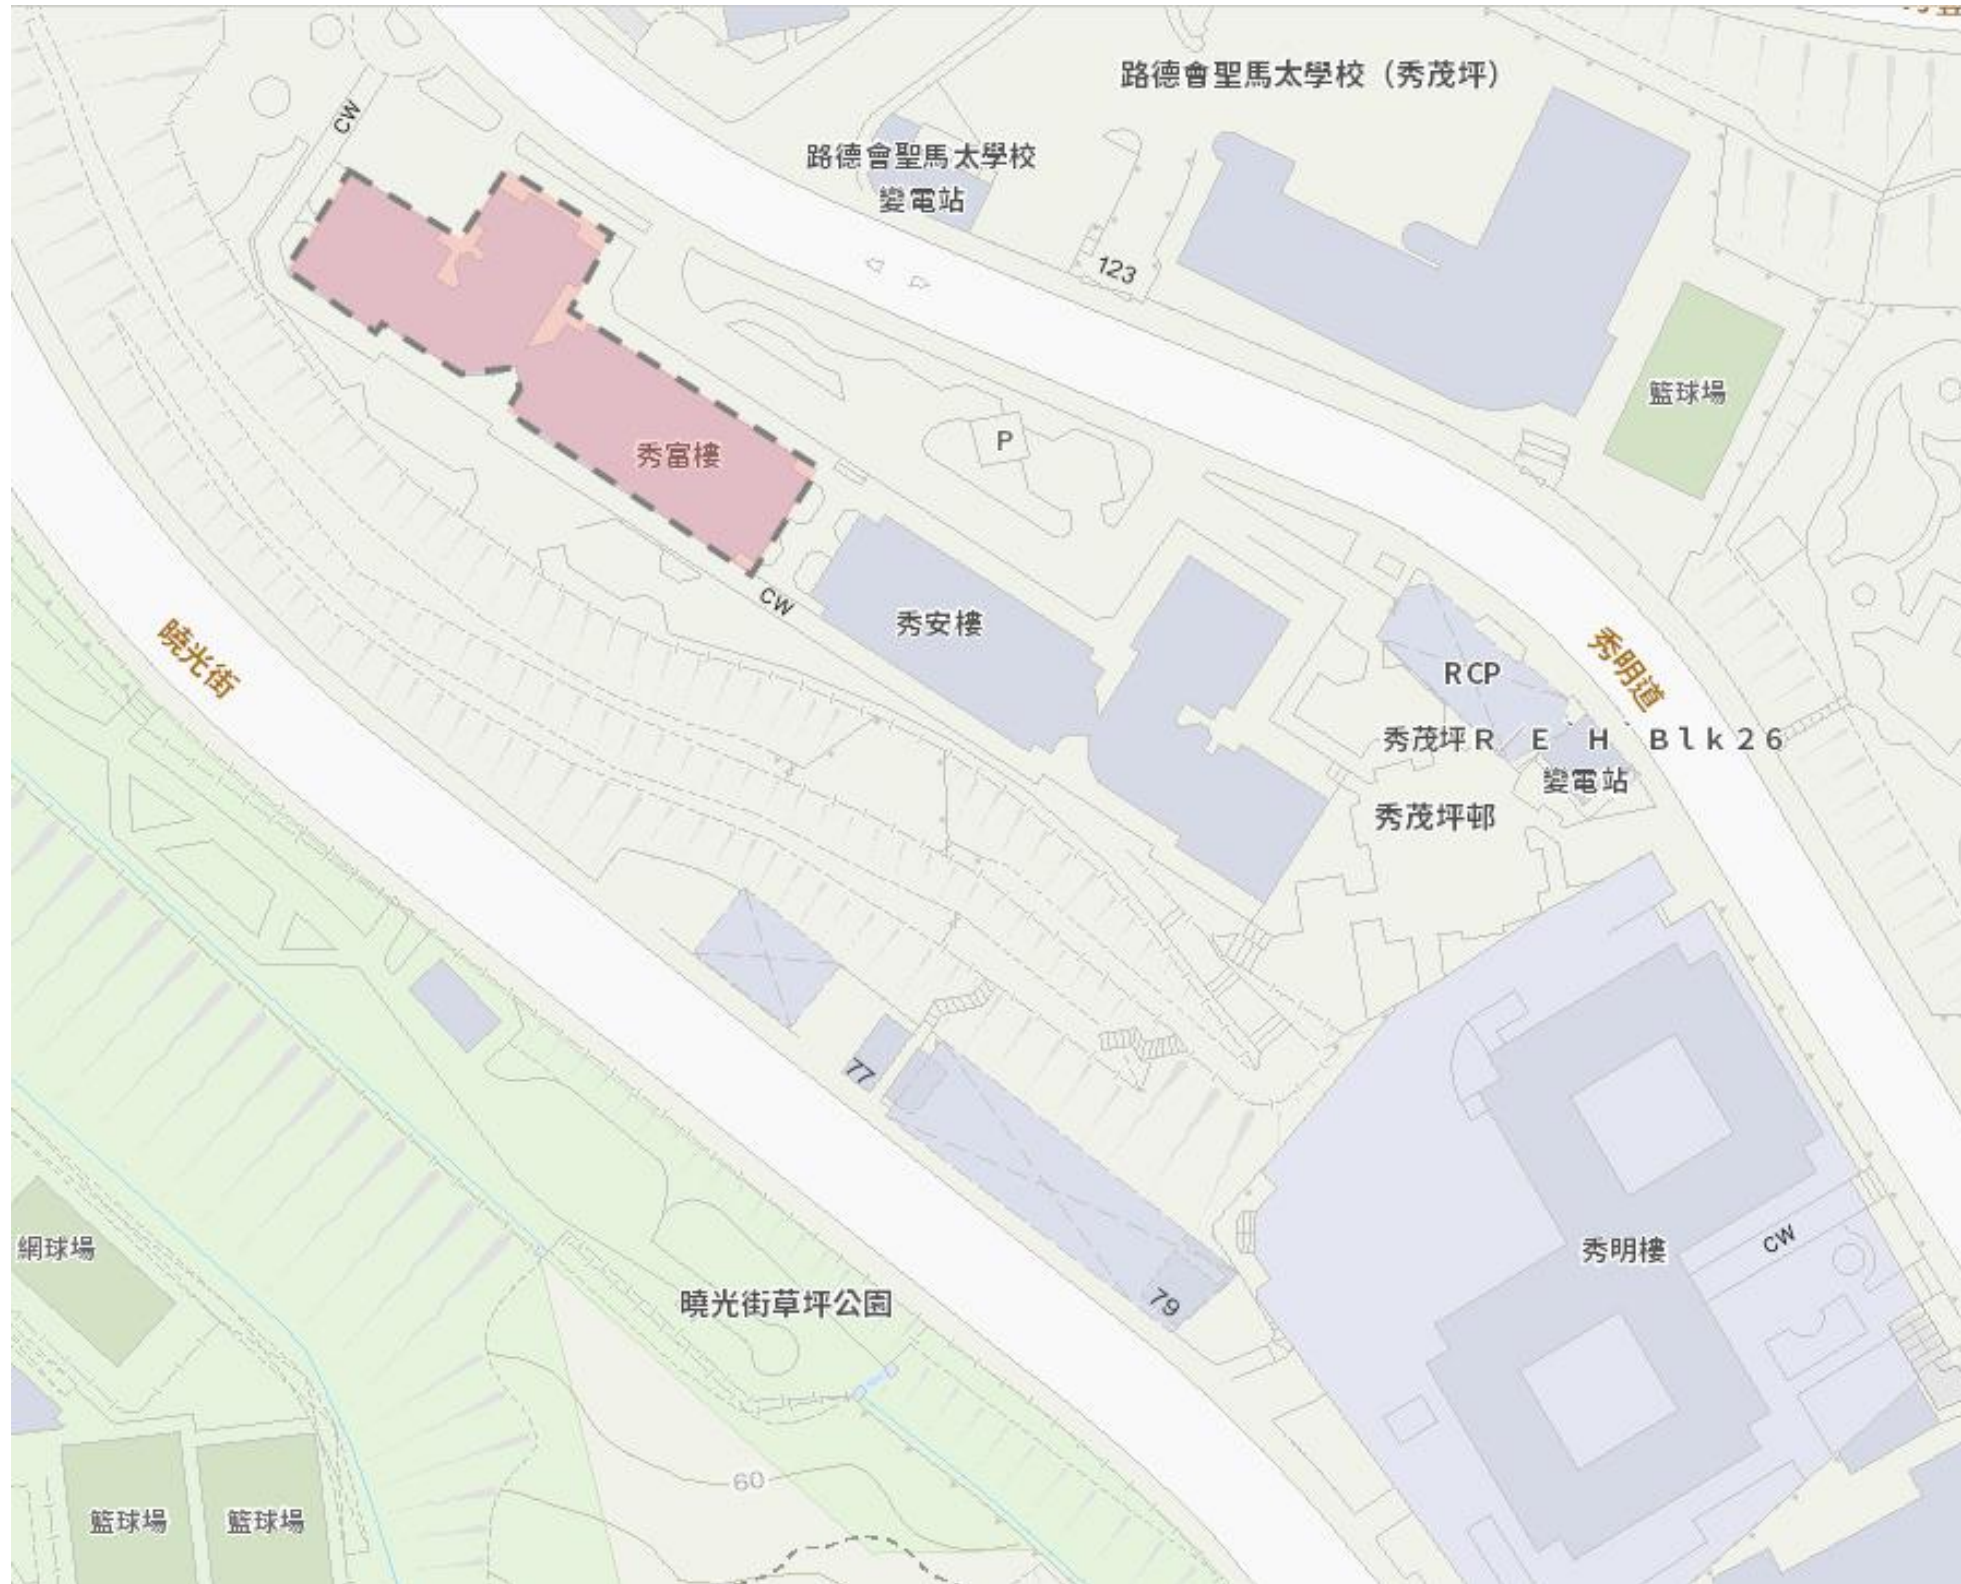 路德會聖馬太學校（秀茂坪）
CW
路德會聖馬太學校
變電站
123
籃球場
P
秀富樓
CW
秀安樓
曉光街
秀明道
RCP
秀茂坪R E H Blk26
變電站
秀茂坪邨
77
79
網球場
秀明樓
CW
曉光街草坪公園
60
籃球場
籃球場